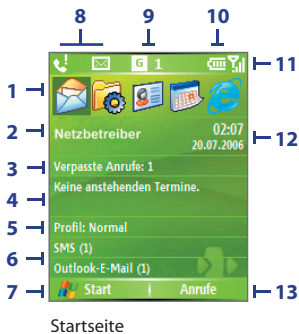 8 9 10
G 1
11
1
2 Netzbetreiber 02:07
20.07.2006 12
3 Verpasste Anrufe: 1
4 Keine anstehenden Termine.
5 Profil: Normal
6 SMS (1)
Outlook-E-Mail (1)
7 Start Anrufe 13
Startseite